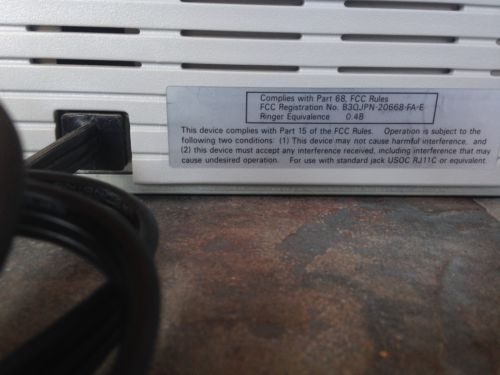 Complies with Part 68, FCC Rules
FCC Registration No. B3QJPN-20668-FA-E
Ringer Equivalence 0.4B
This device complies with Part 15 of the FCC Rules. Operation is subject to the
following two conditions: (1) This device may not cause harmful interference, and
(2) this device must accept any interference received, including interference that may
cause undesired operation. For use with standard jack USOC RJ11C or equivalent.